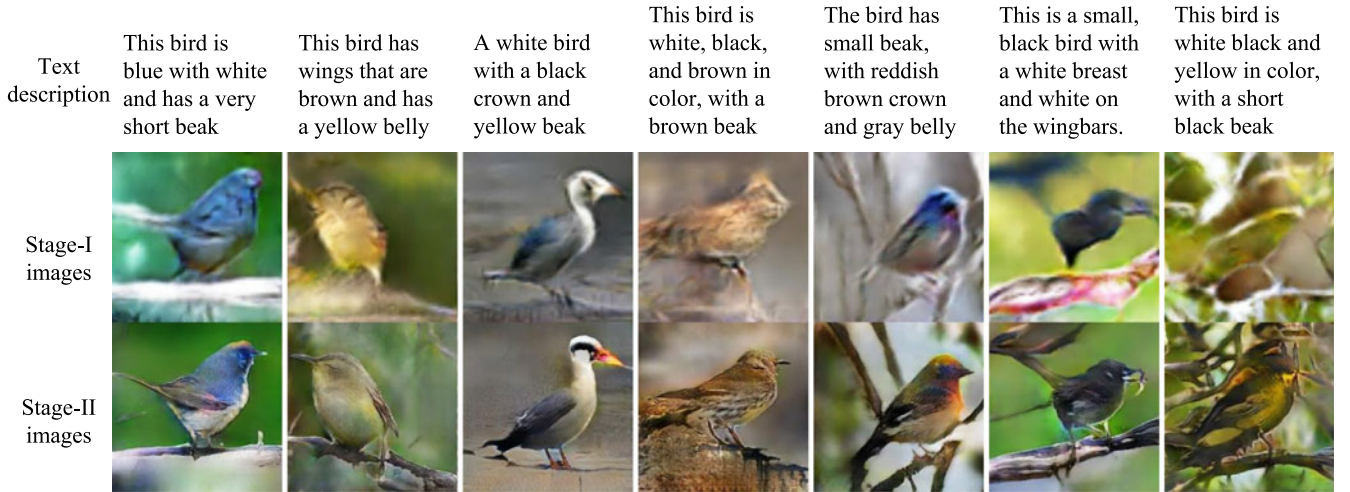 Text
description
This bird is
blue with white
and has a very
short beak
This bird has
wings that are
brown and has
a yellow belly
A white bird
with a black
crown and
yellow beak
This bird is
white, black,
and brown in
color, with a
brown beak
The bird has
small beak,
with reddish
brown crown
and gray belly
This is a small,
black bird with
a white breast
and white on
the wingbars.
This bird is
white black and
yellow in color,
with a short
black beak
Stage-I
images
Stage-II
images